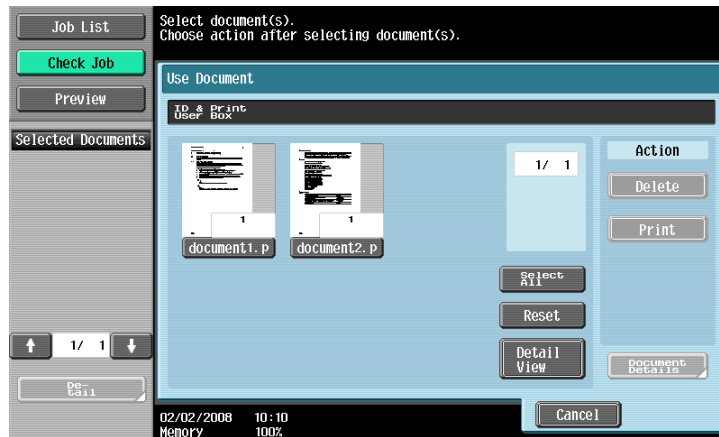 Job List
Check Job
Preview
Selected Documents
1/ 1
De-
tail
Select document(s).
Choose action after selecting document(s).
Use Document
ID & Print
User Box
1
document1.p
1
document2.p
1/ 1
Select
All
Reset
Detail
View
Action
Delete
Print
Document
Details
Cancel
02/02/2008 10:10
Memory 100%